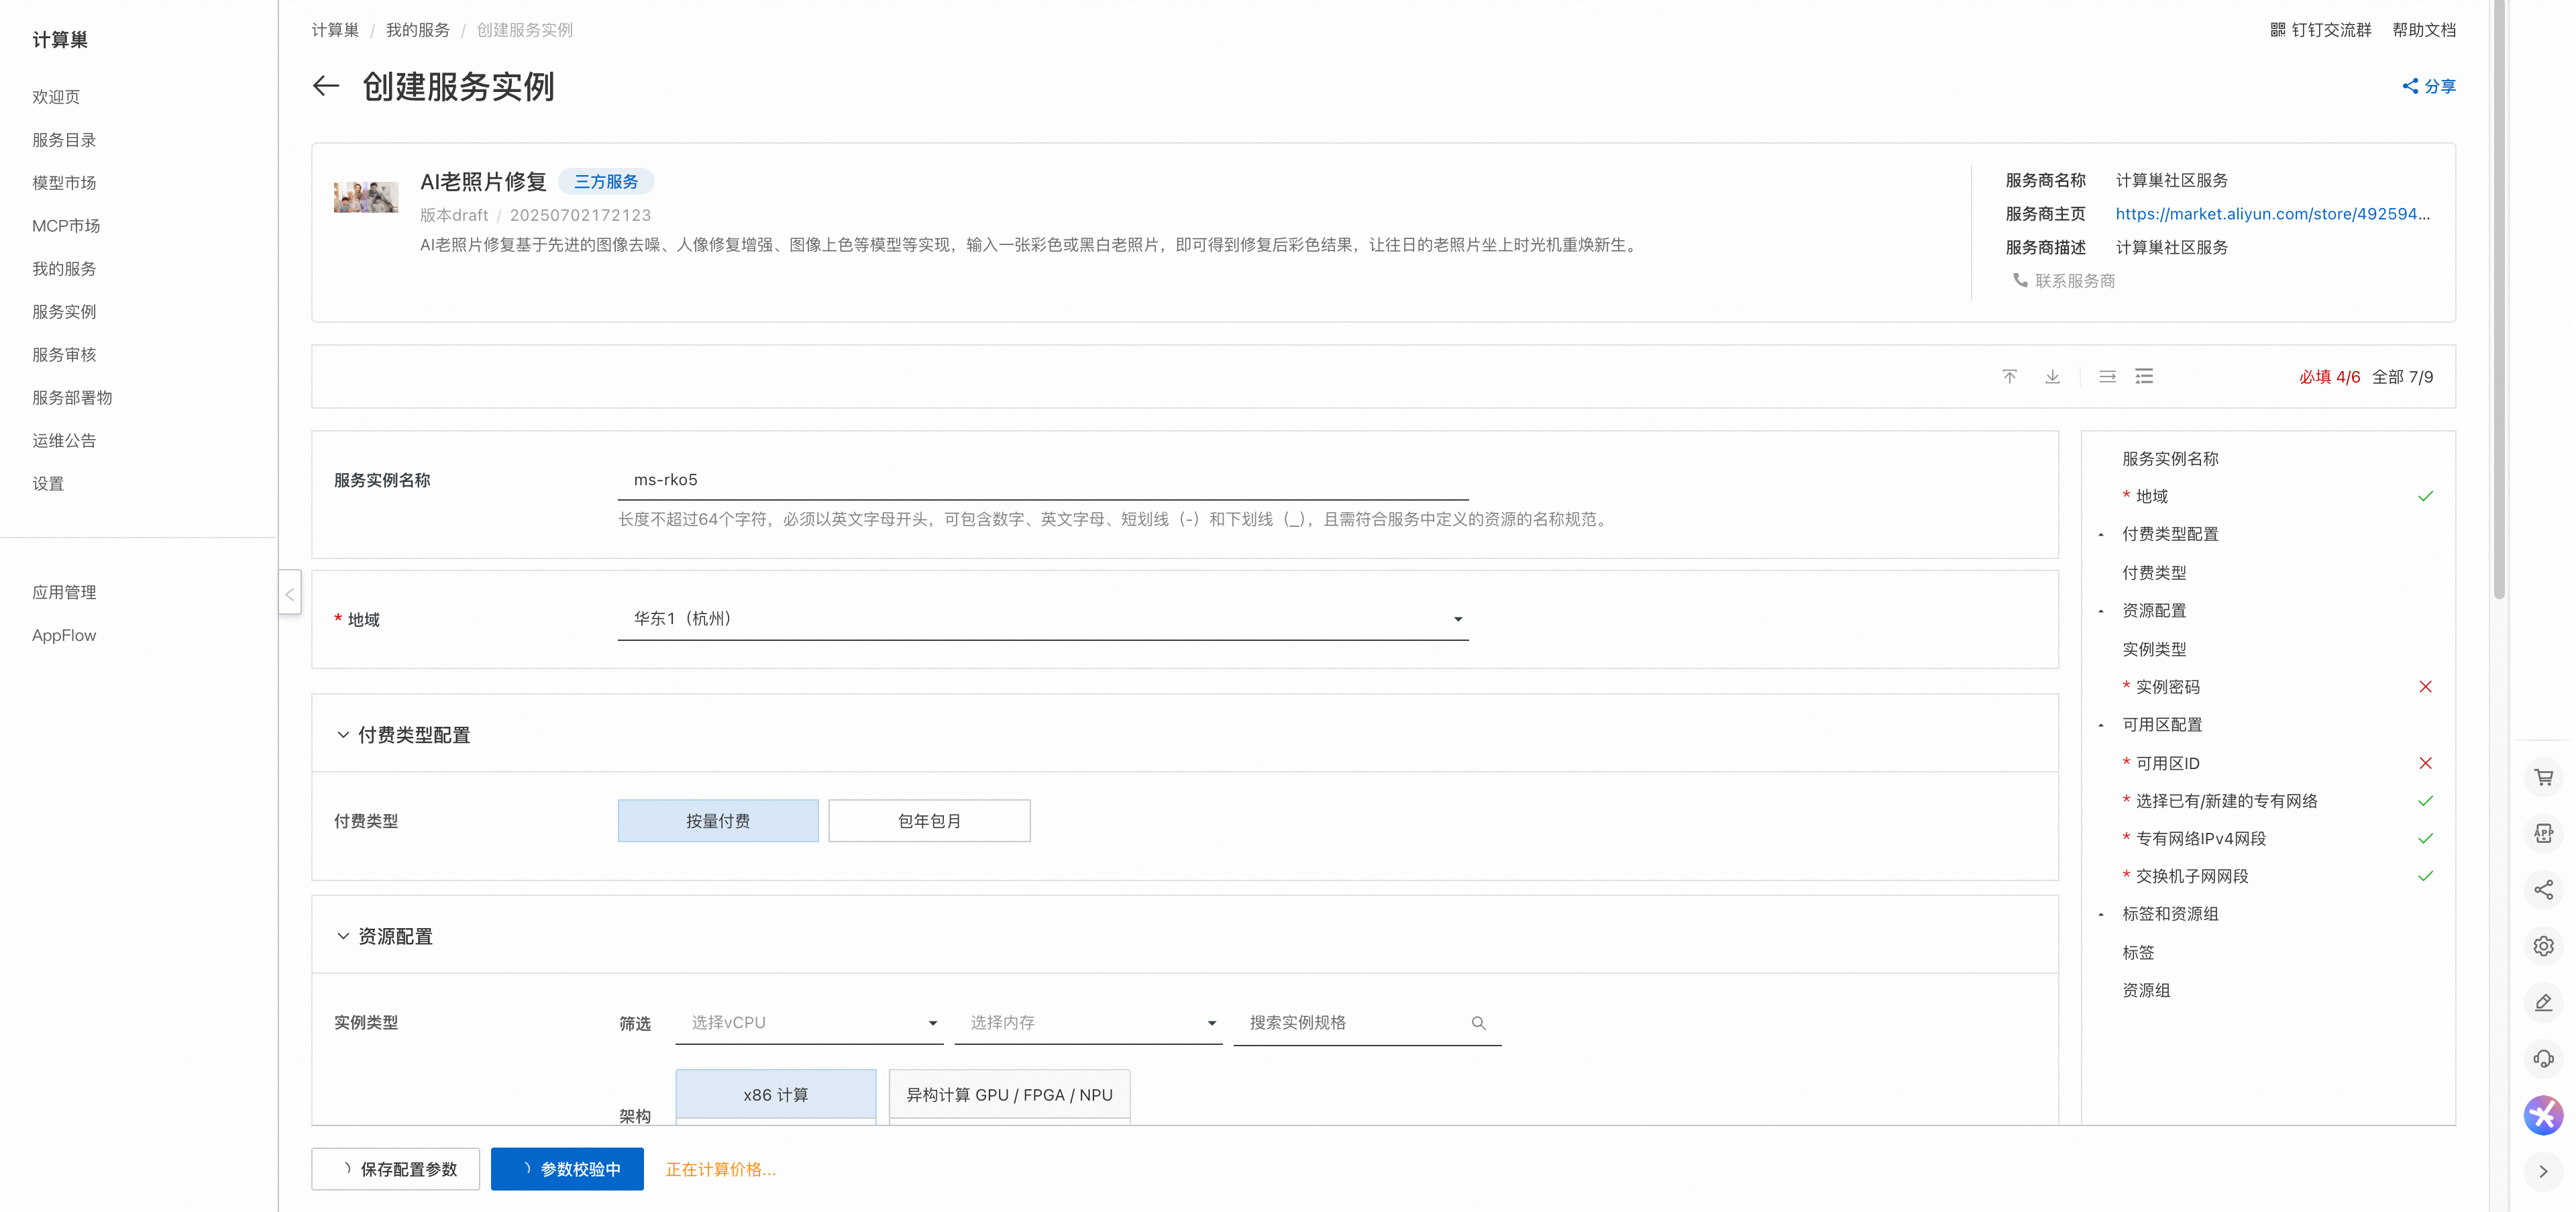 计算巢
欢迎页
服务目录
模型市场
MCP市场
我的服务
服务实例
服务审核
服务部署物
运维公告
设置
应用管理
AppFlow
计算巢 / 我的服务 / 创建服务实例
钉钉交流群 帮助文档
创建服务实例
分享
AI老照片修复 三方服务
版本draft / 20250702172123
AI老照片修复基于先进的图像去噪、人像修复增强、图像上色等模型等实现，输入一张彩色或黑白老照片，即可得到修复后彩色结果，让往日的老照片坐上时光机重焕新生。
服务商名称 计算巢社区服务
服务商主页 https://market.aliyun.com/store/492594...
服务商描述 计算巢社区服务
联系服务商
必填 4/6 全部 7/9
服务实例名称 ms-rko5
长度不超过64个字符，必须以英文字母开头，可包含数字、英文字母、短划线（-）和下划线（_），且需符合服务中定义的资源的名称规范。
* 地域 华东1（杭州）
付费类型配置
付费类型 按量付费 包年包月
资源配置
实例类型 筛选 选择vCPU 选择内存 搜索实例规格
架构 x86 计算 异构计算 GPU / FPGA / NPU
服务实例名称
* 地域
付费类型配置
付费类型
资源配置
实例类型
* 实例密码
可用区配置
* 可用区ID
* 选择已有/新建的专有网络
* 专有网络IPv4网段
* 交换机子网网段
标签和资源组
标签
资源组
APP
保存配置参数 参数校验中 正在计算价格...